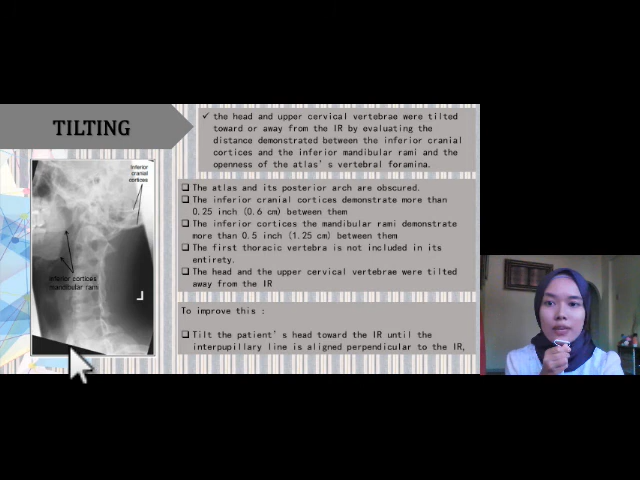 TILTING
✓ the head and upper cervical vertebrae were tilted
toward or away from the IR by evaluating the
distance demonstrated between the inferior cranial
cortices and the inferior mandibular rami and the
openness of the atlas's vertebral foramina.
inferior
cranial
cortices
inferior cortices
mandibular rami
L
❑ The atlas and its posterior arch are obscured.
❑ The inferior cranial cortices demonstrate more than
0.25 inch (0.6 cm) between them
❑ The inferior cortices the mandibular rami demonstrate
more than 0.5 inch (1.25 cm) between them
❑ The first thoracic vertebra is not included in its
entirety.
❑ The head and the upper cervical vertebrae were tilted
away from the IR
To improve this :
❑ Tilt the patient's head toward the IR until the
interpupillary line is aligned perpendicular to the IR,